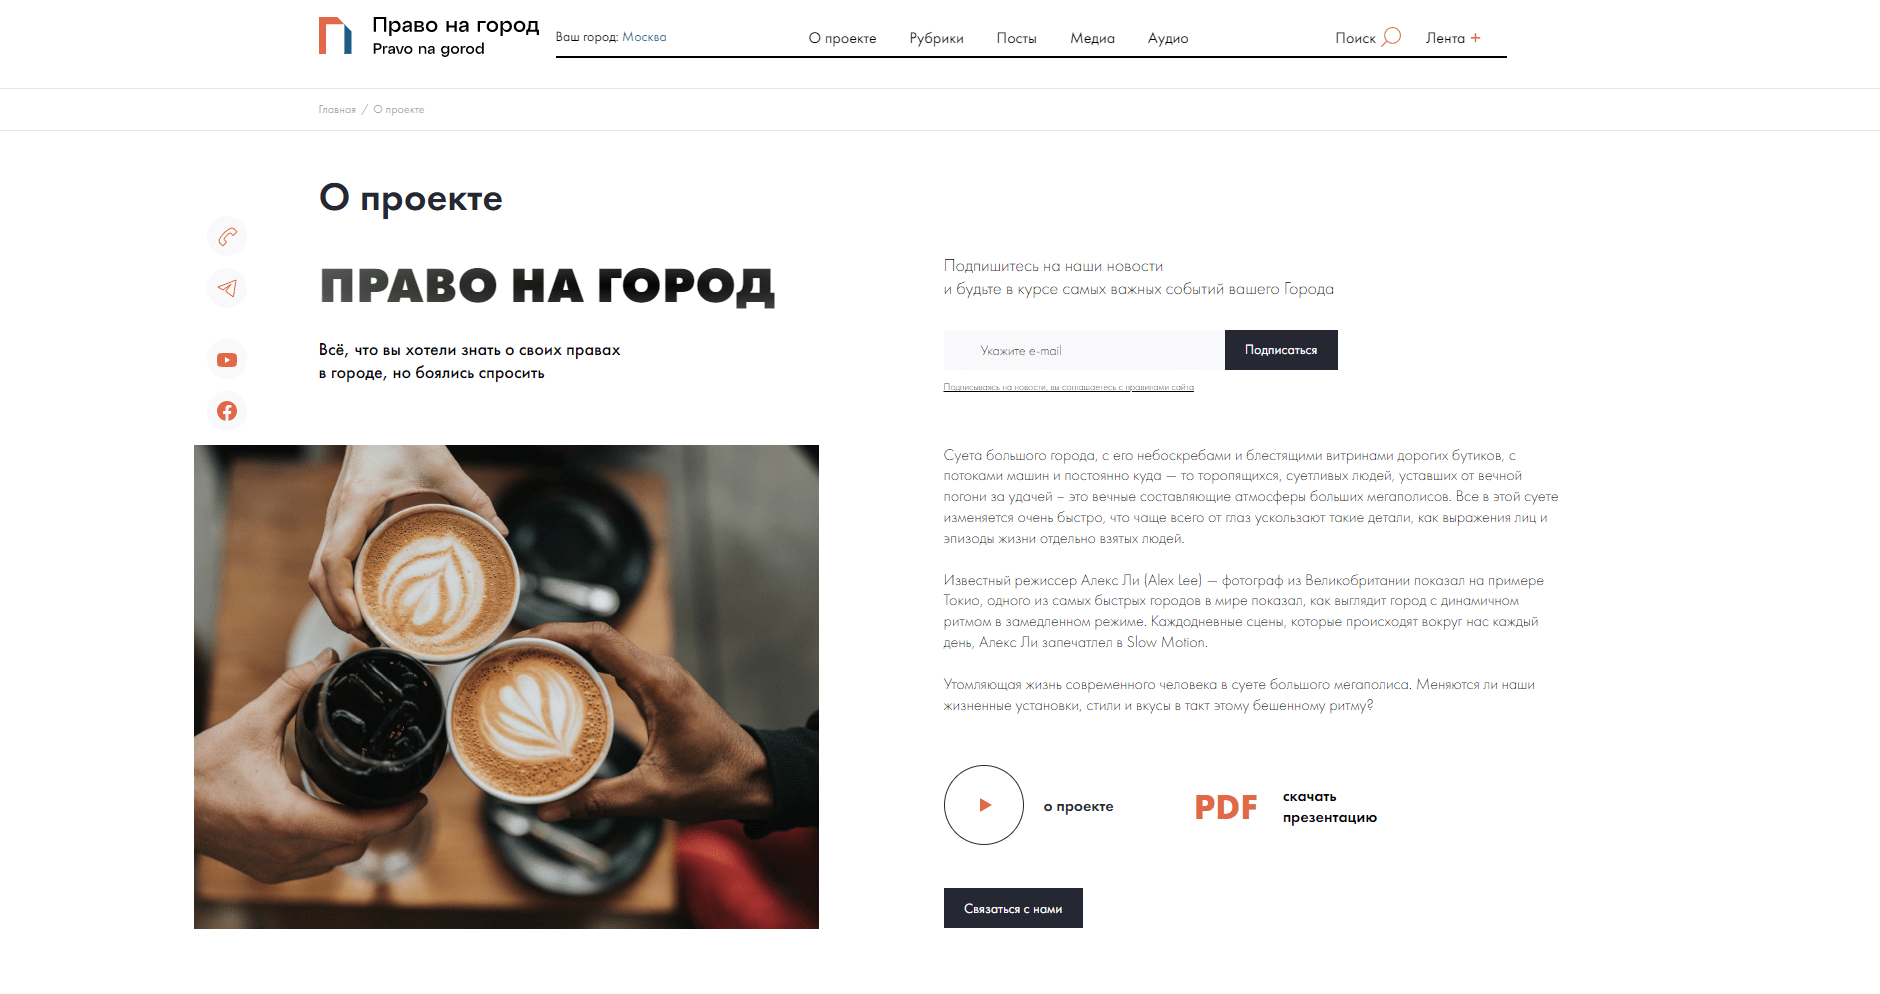 Право на город
Pravo na gorod
Ваш город: Москва
О проекте
Рубрики
Посты
Медиа
Аудио
Поиск
Лента +
Главная / О проекте
О проекте
ПРАВО НА ГОРОД
Всё, что вы хотели знать о своих правах
в городе, но боялись спросить
Подпишитесь на наши новости
и будьте в курсе самых важных событий вашего Города
Укажите e-mail
Подписаться
Подписываясь на новости, вы соглашаетесь с правилами сайта
Суета большого города, с его небоскребами и блестящими витринами дорогих бутиков, с
потоками машин и постоянно куда — то торопящихся, суетливых людей, уставших от вечной
погони за удачей – это вечные составляющие атмосферы больших мегаполисов. Все в этой суете
изменяется очень быстро, что чаще всего от глаз ускользают такие детали, как выражения лиц и
эпизоды жизни отдельно взятых людей.
Известный режиссер Алекс Ли (Alex Lee) — фотограф из Великобритании показал на примере
Токио, одного из самых быстрых городов в мире показал, как выглядит город с динамичном
ритмом в замедленном режиме. Каждодневные сцены, которые происходят вокруг нас каждый
день, Алекс Ли запечатлел в Slow Motion.
Утомляющая жизнь современного человека в суете большого мегаполиса. Меняются ли наши
жизненные установки, стили и вкусы в такт этому бешенному ритму?
о проекте
PDF
скачать
презентацию
Связаться с нами